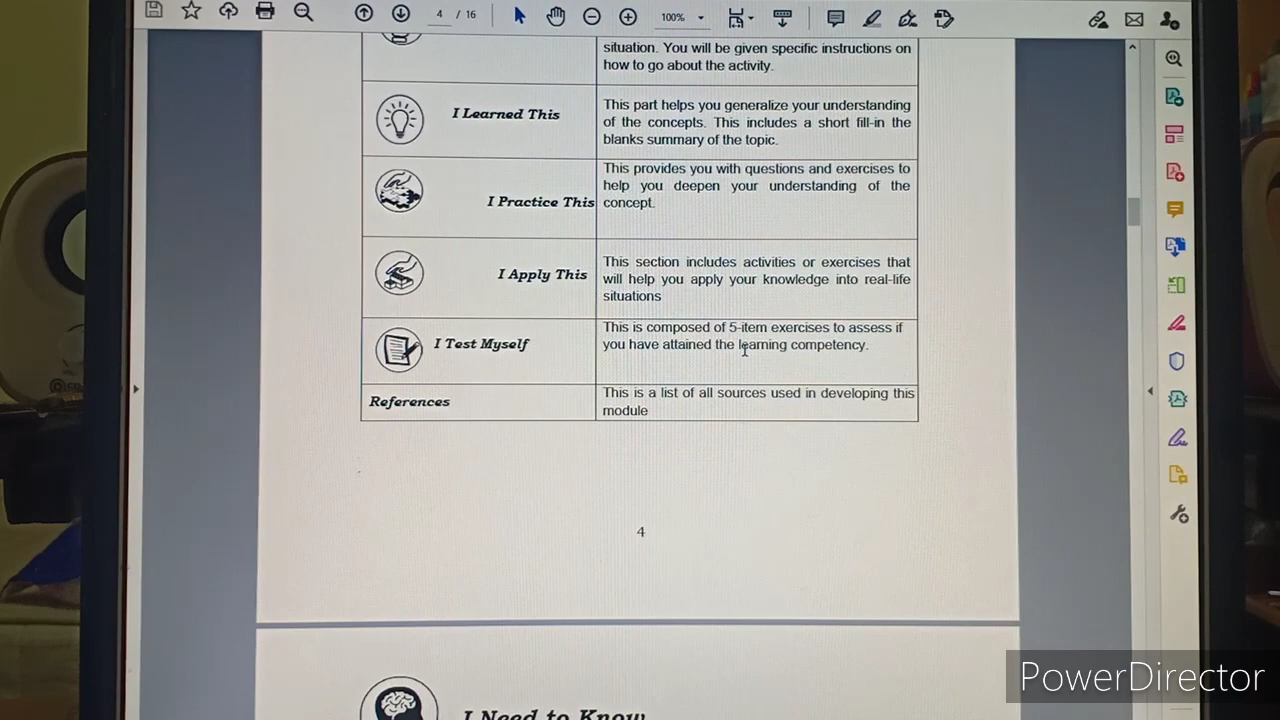 4 / 16
100%
situation. You will be given specific instructions on
how to go about the activity.
I Learned This
This part helps you generalize your understanding
of the concepts. This includes a short fill-in the
blanks summary of the topic.
I Practice This
This provides you with questions and exercises to
help you deepen your understanding of the
concept.
I Apply This
This section includes activities or exercises that
will help you apply your knowledge into real-life
situations
I Test Myself
This is composed of 5-item exercises to assess if
you have attained the learning competency.
References
This is a list of all sources used in developing this
module
4
I Need to Know
PowerDirector